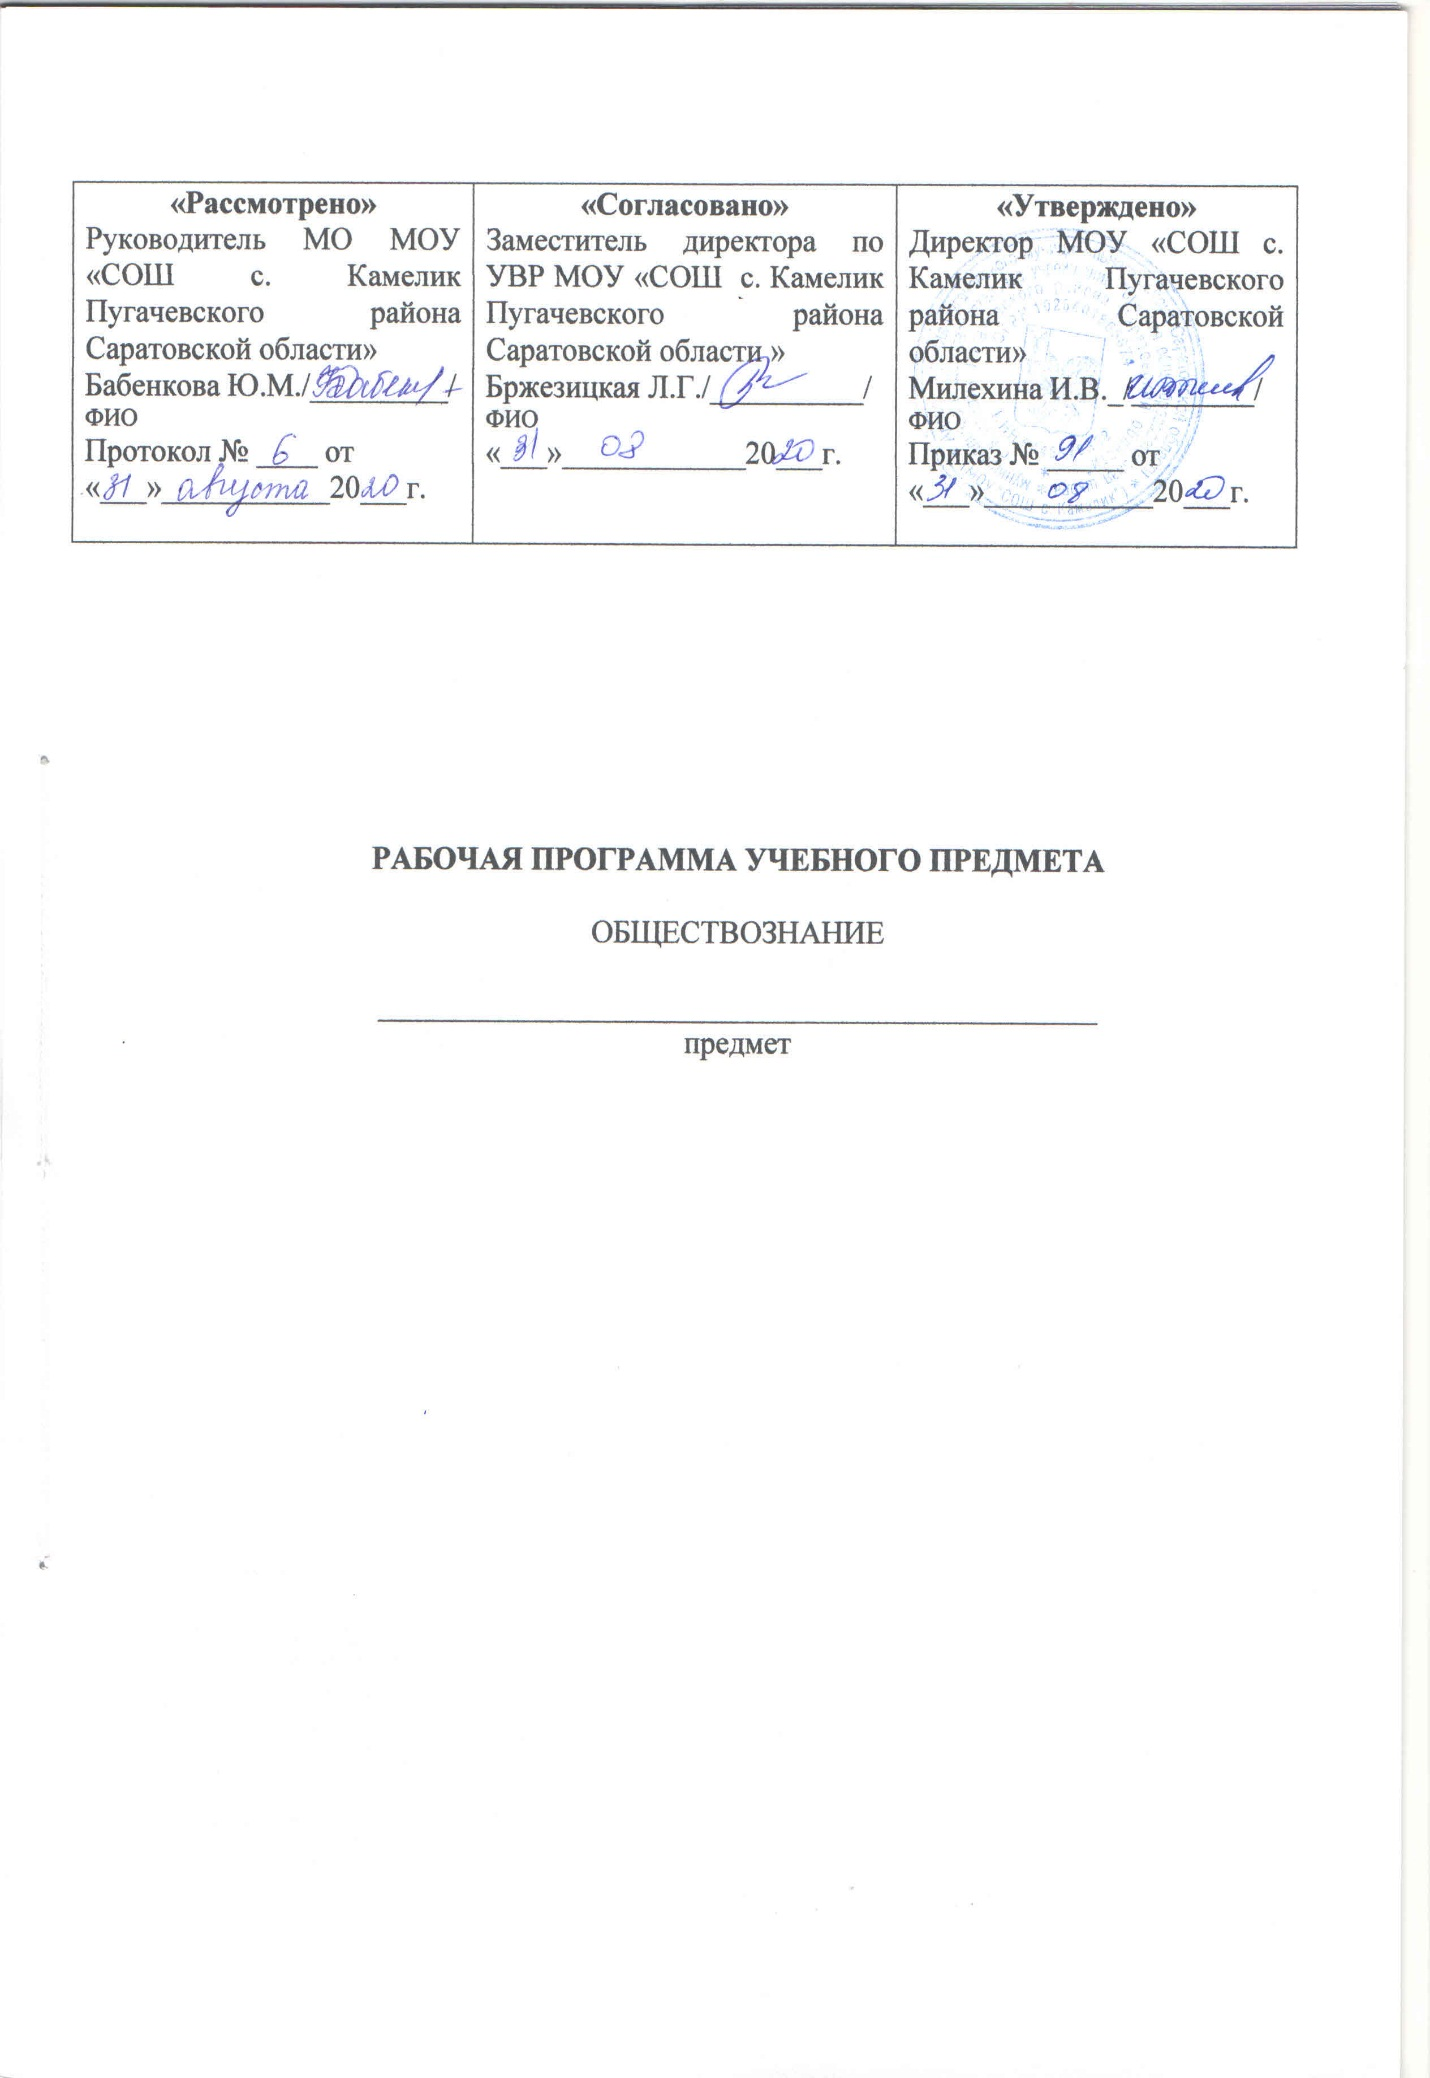 «Рассмотрено»
Руководитель МО МОУ
«СОШ с. Камелик
Пугачевского района
Саратовской области»
Бабенкова Ю.М./__________/
ФИО
Протокол № 6 от
«31» августа 2020 г.
«Согласовано»
Заместитель директора по
УВР МОУ «СОШ с. Камелик
Пугачевского района
Саратовской области »
Бржезицкая Л.Г./__________/
ФИО
«31» 08 2020 г.
«Утверждено»
Директор МОУ «СОШ с.
Камелик Пугачевского
района Саратовской
области»
Милехина И.В. __________/
ФИО
Приказ № 91 от
«31» 08 2020 г.
РАБОЧАЯ ПРОГРАММА УЧЕБНОГО ПРЕДМЕТА
ОБЩЕСТВОЗНАНИЕ
предмет